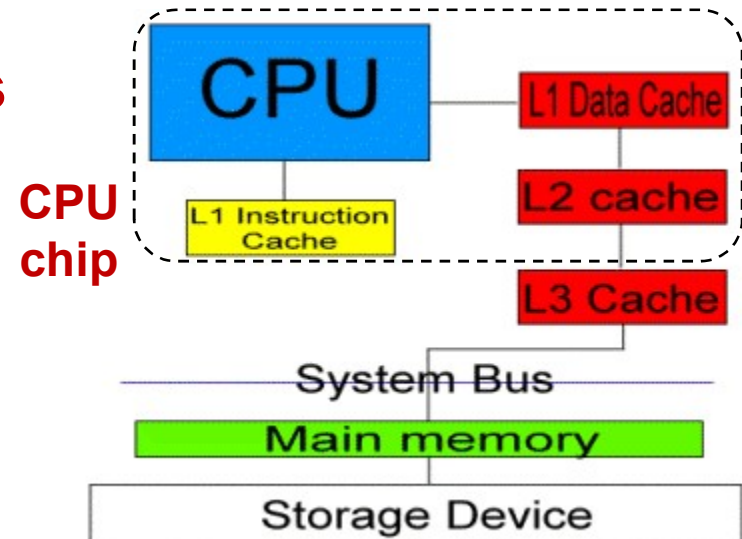 s
CPU
L1 Data Cache
CPU
chip
L1 Instruction
Cache
L2 cache
L3 Cache
System Bus
Main memory
Storage Device